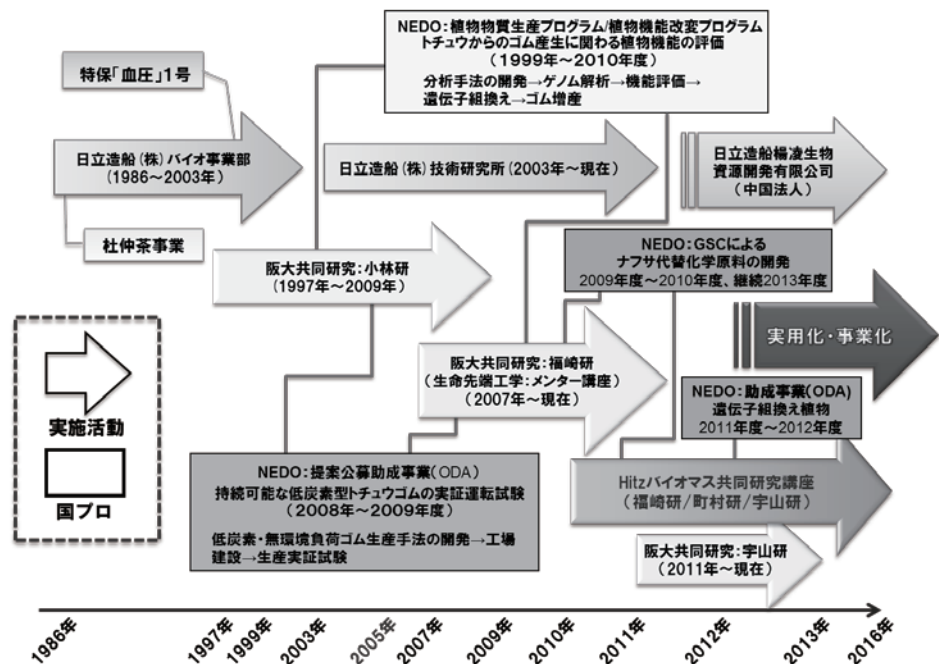 NEDO：植物物質生産プログラム/植物機能改変プログラム
トチュウからのゴム産生に関わる植物機能の評価
(1999年～2010年度)
分析手法の開発→ゲノム解析→機能評価→
遺伝子組換え→ゴム増産
特保「血圧」1号
日立造船（株）バイオ事業部
(1986～2003年)
杜仲茶事業
日立造船（株）技術研究所(2003年～現在)
日立造船楊凌生物
資源開発有限公司
(中国法人)
阪大共同研究：小林研
(1997年～2009年)
NEDO：GSCによる
ナフサ代替化学原料の開発
2009年度～2010年度、継続2013年度
実用化・事業化
阪大共同研究：福崎研
(生命先端工学：メンター講座)
(2007年～現在)
NEDO：助成事業(ODA)
遺伝子組換え植物
2011年度～2012年度
実施活動
国プロ
NEDO：提案公募助成事業(ODA)
持続可能な低炭素型トチュウゴムの実証運転試験
(2008年～2009年度)
低炭素・無環境負荷ゴム生産手法の開発→工場
建設→生産実証試験
Hitzバイオマス共同研究講座
(福崎研/町村研/宇山研)
阪大共同研究：宇山研
(2011年～現在)
1986年
1997年
1999年
2003年
2005年
2007年
2009年
2010年
2011年
2012年
2013年
2016年